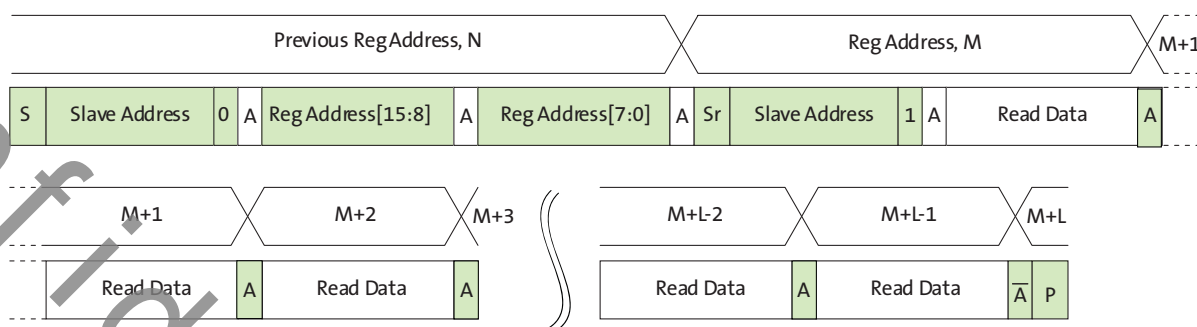 Previous Reg Address, N Reg Address, M M+1
S Slave Address 0 A Reg Address[15:8] A Reg Address[7:0] A Sr Slave Address 1 A Read Data A
M+1 M+2 M+3 M+L-2 M+L-1 M+L
Read Data A Read Data A Read Data A Read Data A̅ P